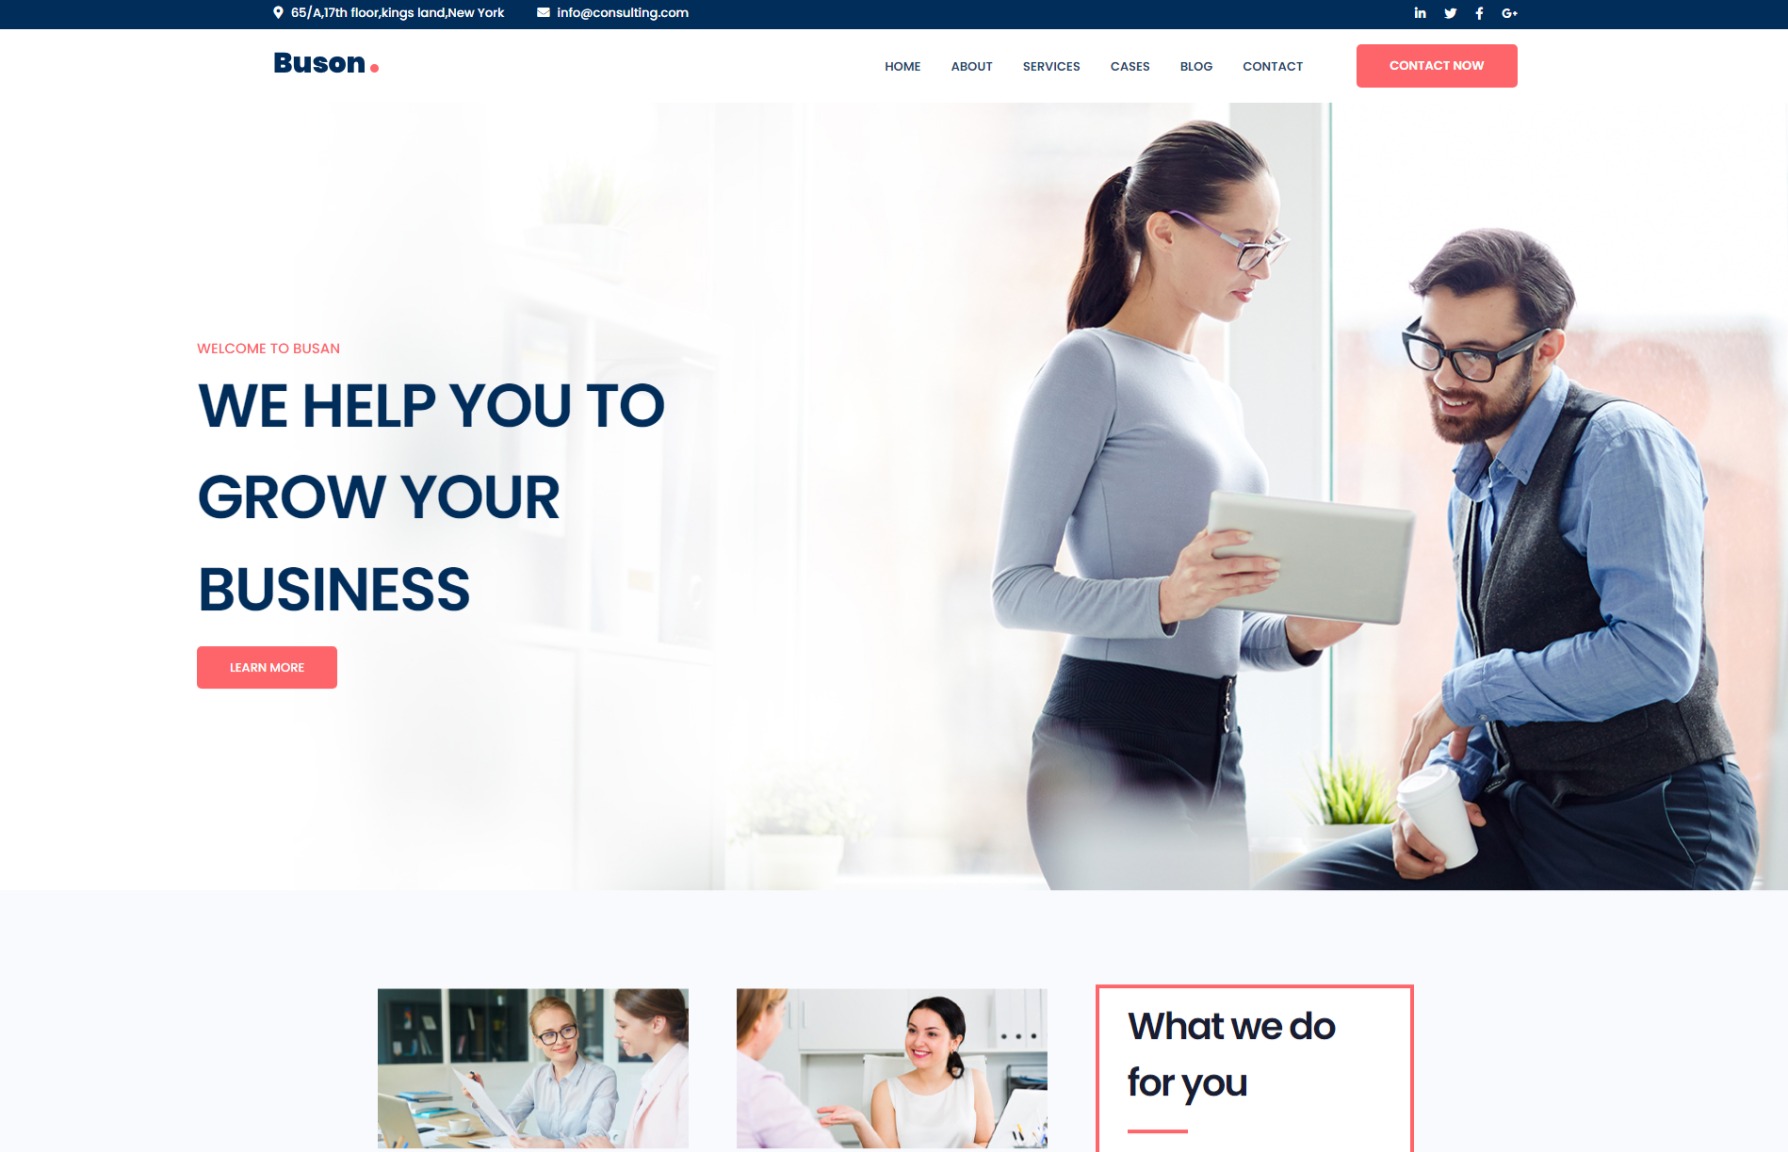 65/A,17th floor,kings land,New York
info@consulting.com
Buson.
HOME
ABOUT
SERVICES
CASES
BLOG
CONTACT
CONTACT NOW
WELCOME TO BUSAN
WE HELP YOU TO
GROW YOUR
BUSINESS
LEARN MORE
What we do
for you